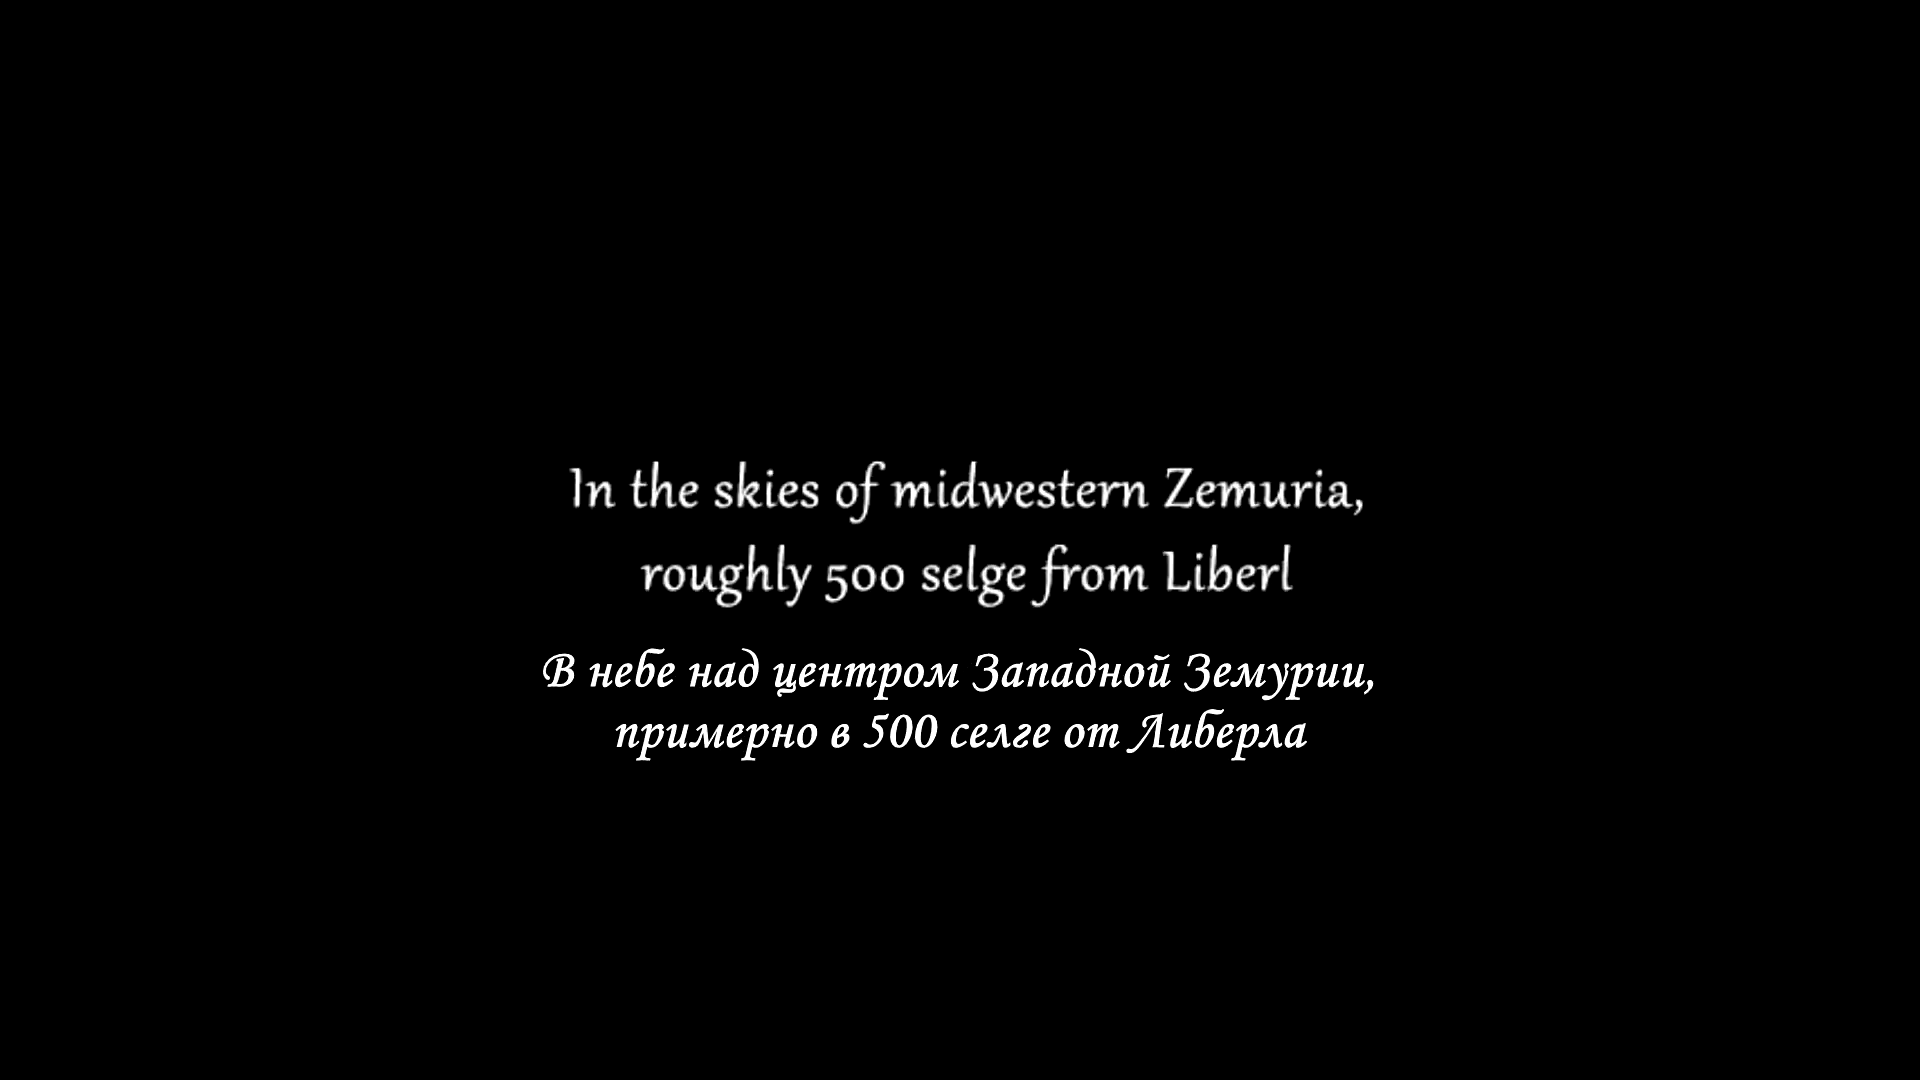 In the skies of midwestern Zemuria,
roughly 500 selge from Liberl
В небе над центром Западной Земурии,
примерно в 500 селге от Либерла